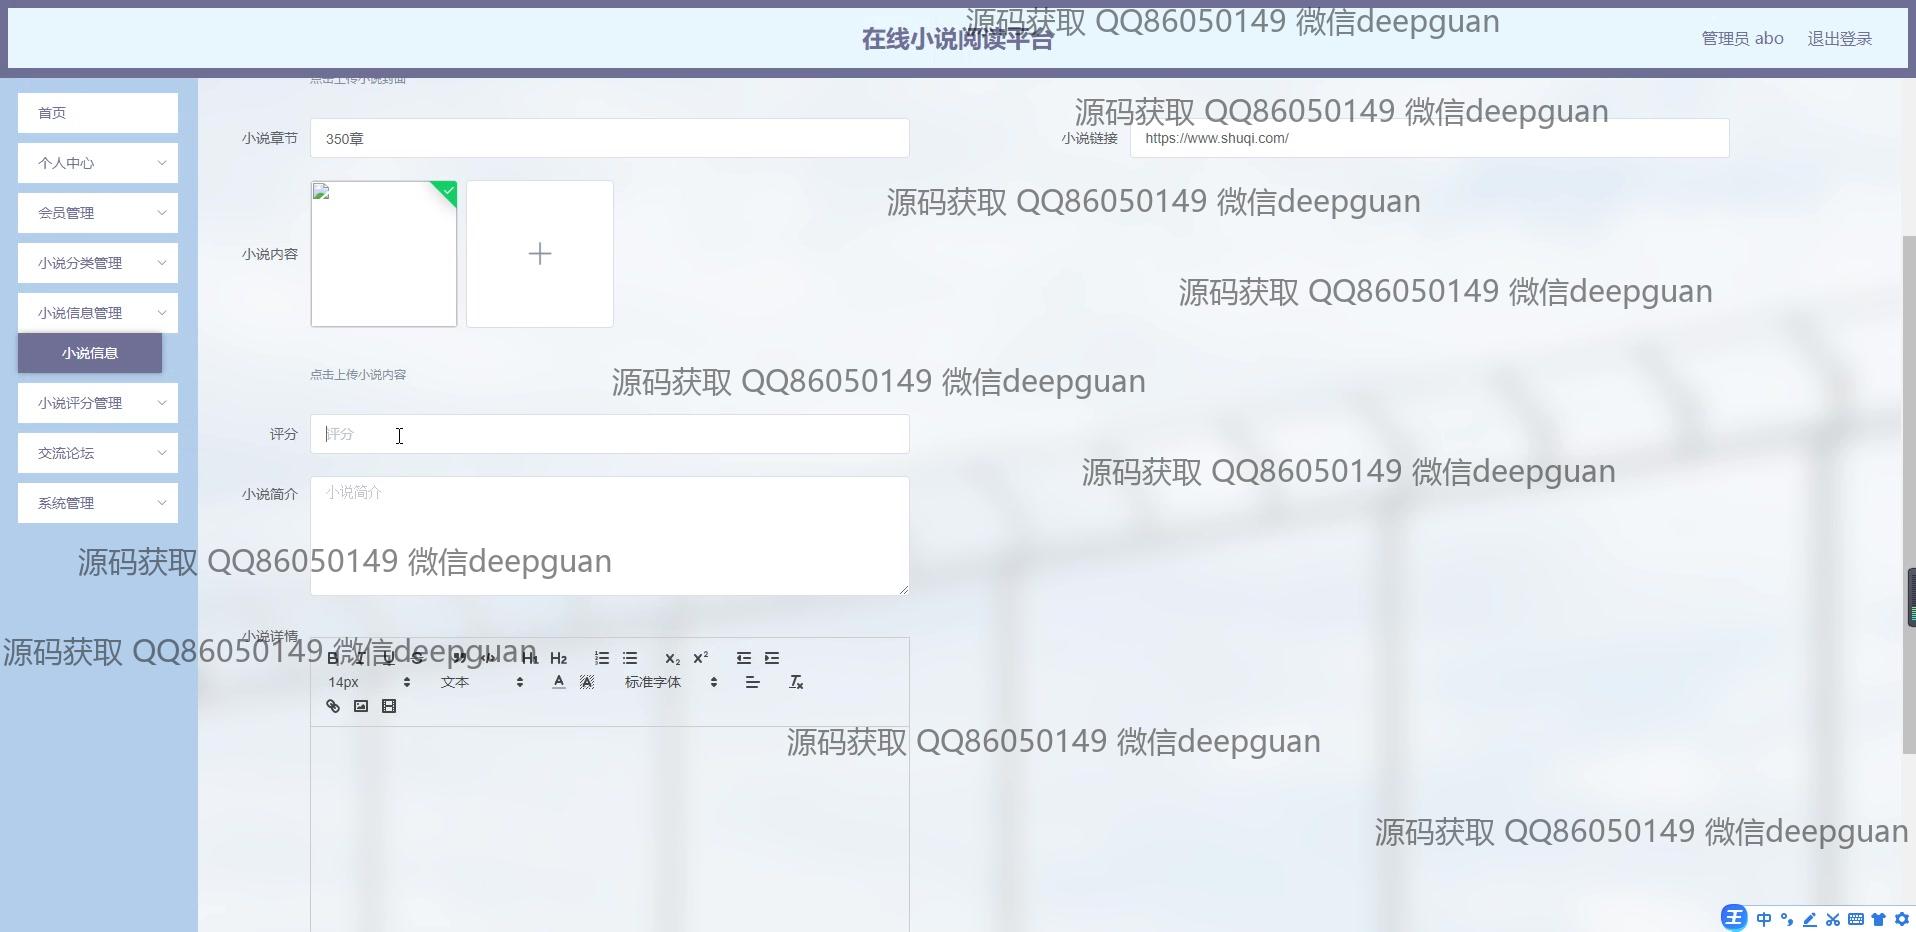 在线小说阅读平台
管理员 abo
退出登录
源码获取 QQ86050149 微信deepguan
首页
个人中心
会员管理
小说分类管理
小说信息管理
小说信息
小说评分管理
交流论坛
系统管理
点击上传小说封面
源码获取 QQ86050149 微信deepguan
小说章节
350章
小说链接
https://www.shuqi.com/
源码获取 QQ86050149 微信deepguan
小说内容
源码获取 QQ86050149 微信deepguan
点击上传小说内容
源码获取 QQ86050149 微信deepguan
评分
评分
源码获取 QQ86050149 微信deepguan
小说简介
小说简介
源码获取 QQ86050149 微信deepguan
小说详情
源码获取 QQ86050149 微信deepguan
B I U S H1 H2 X2 X2
14px 文本 A A 标准字体 Tx
源码获取 QQ86050149 微信deepguan
源码获取 QQ86050149 微信deepguan
王 中